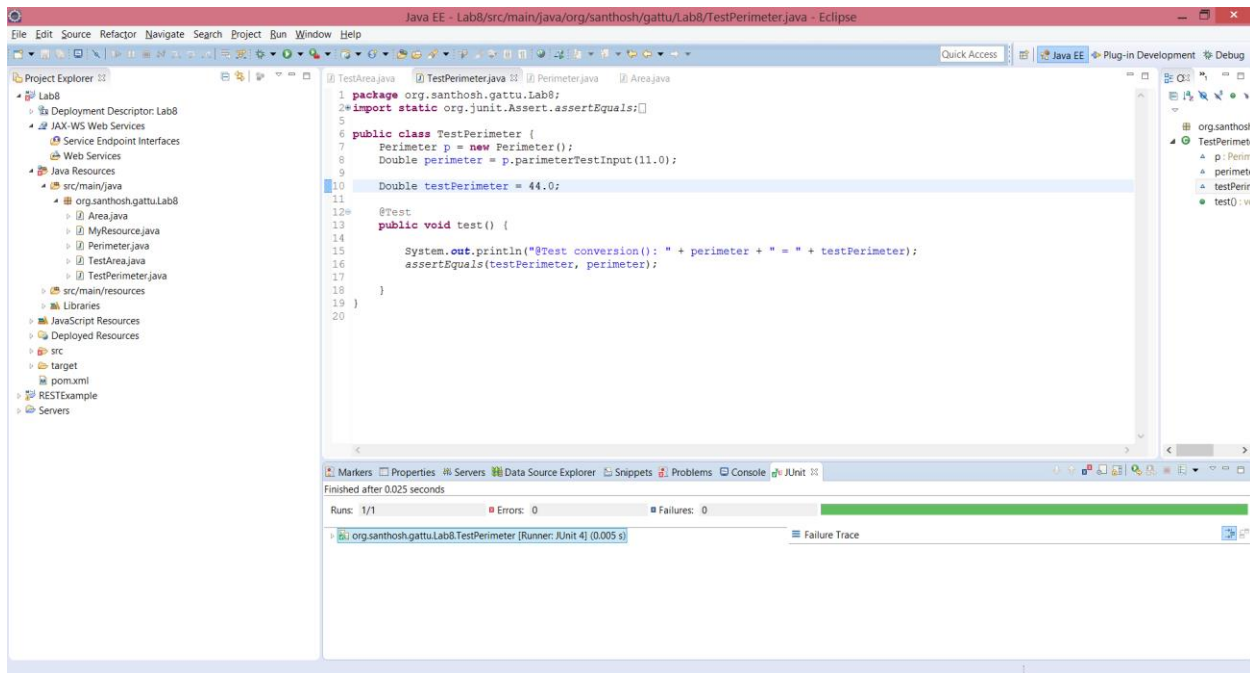 Java EE - Lab8/src/main/java/org/santhosh/gattu/Lab8/TestPerimeter.java - Eclipse
File Edit Source Refactor Navigate Search Project Run Window Help
Quick Access Java EE Plug-in Development Debug
Project Explorer
Lab8
Deployment Descriptor: Lab8
JAX-WS Web Services
Service Endpoint Interfaces
Web Services
Java Resources
src/main/java
org.santhosh.gattu.Lab8
Area.java
MyResource.java
Perimeter.java
TestArea.java
TestPerimeter.java
src/main/resources
Libraries
JavaScript Resources
Deployed Resources
src
target
pom.xml
RESTExample
Servers
TestArea.java TestPerimeter.java Perimeter.java Area.java
1 package org.santhosh.gattu.Lab8;
2 import static org.junit.Assert.assertEquals;
5
6 public class TestPerimeter {
7 Perimeter p = new Perimeter();
8 Double perimeter = p.parimeterTestInput(11.0);
9
10 Double testPerimeter = 44.0;
11
12 @Test
13 public void test() {
14
15 System.out.println("@Test conversion(): " + perimeter + " = " + testPerimeter);
16 assertEquals(testPerimeter, perimeter);
17
18 }
19 }
20
org.santhosh
TestPerimet
p : Perim
perimet
testPerin
test() : v
Markers Properties Servers Data Source Explorer Snippets Problems Console JUnit
Finished after 0.025 seconds
Runs: 1/1 Errors: 0 Failures: 0
org.santhosh.gattu.Lab8.TestPerimeter [Runner: JUnit 4] (0.005 s)
Failure Trace